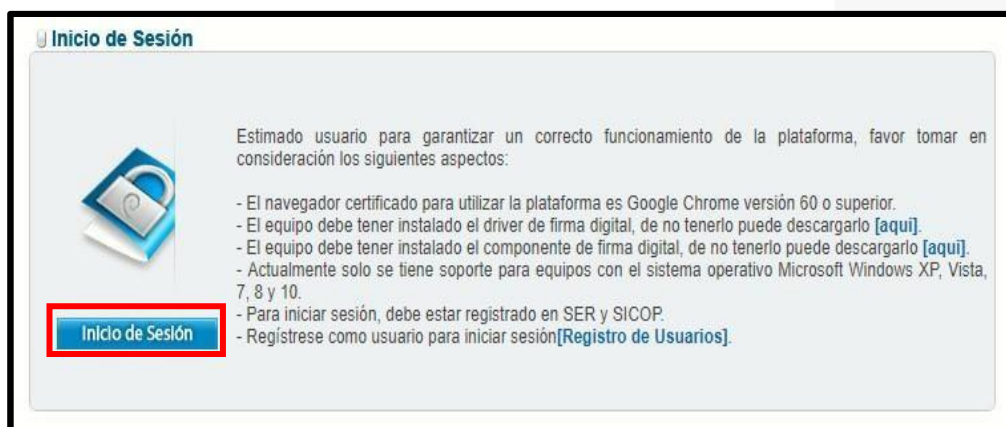 Inicio de Sesión
Estimado usuario para garantizar un correcto funcionamiento de la plataforma, favor tomar en
consideración los siguientes aspectos:
- El navegador certificado para utilizar la plataforma es Google Chrome versión 60 o superior.
- El equipo debe tener instalado el driver de firma digital, de no tenerlo puede descargarlo [aquí].
- El equipo debe tener instalado el componente de firma digital, de no tenerlo puede descargarlo [aquí].
- Actualmente solo se tiene soporte para equipos con el sistema operativo Microsoft Windows XP, Vista,
7, 8 y 10.
- Para iniciar sesión, debe estar registrado en SER y SICOP.
- Regístrese como usuario para iniciar sesión[Registro de Usuarios].
Inicio de Sesión